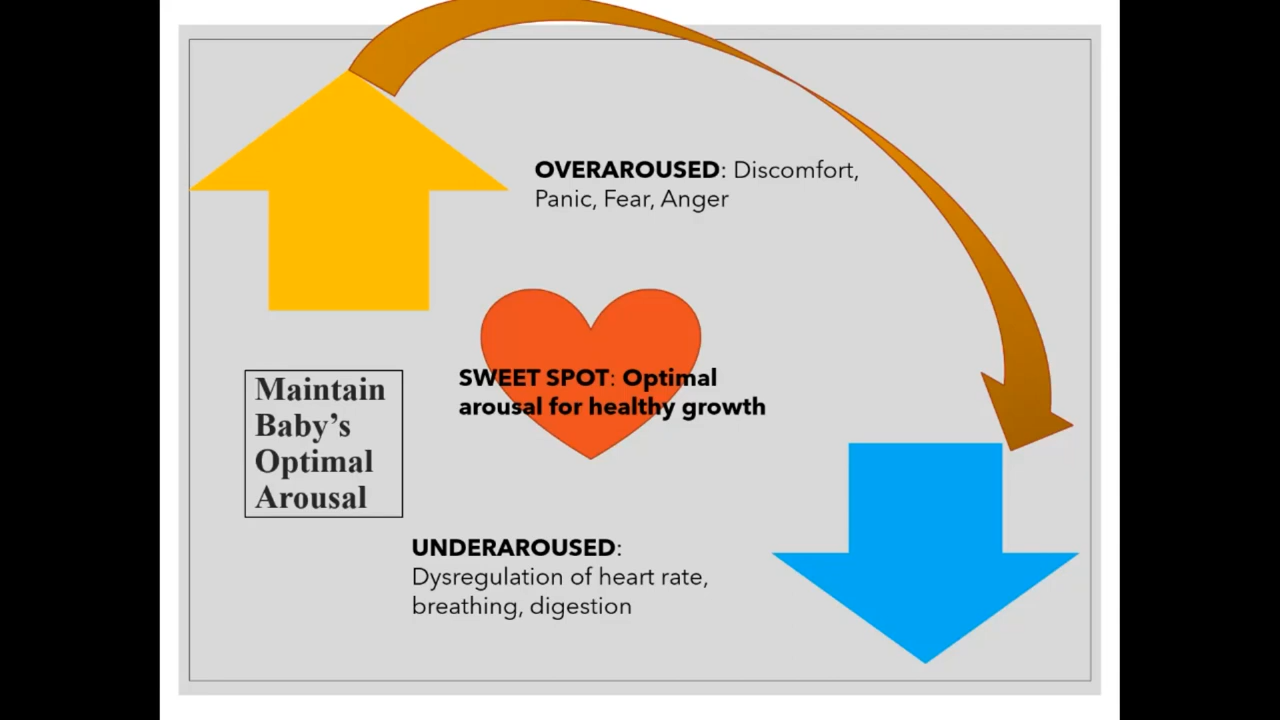 OVERAROUSED: Discomfort,
Panic, Fear, Anger
SWEET SPOT: Optimal
arousal for healthy growth
Maintain
Baby’s
Optimal
Arousal
UNDERAROUSED:
Dysregulation of heart rate,
breathing, digestion